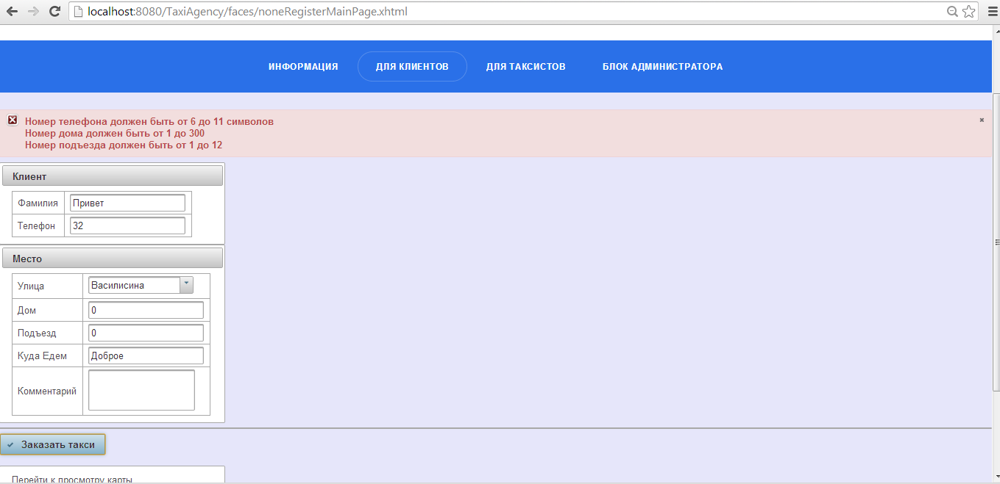 localhost:8080/TaxiAgency/faces/noneRegisterMainPage.xhtml
ИНФОРМАЦИЯ ДЛЯ КЛИЕНТОВ ДЛЯ ТАКСИСТОВ БЛОК АДМИНИСТРАТОРА
Номер телефона должен быть от 6 до 11 символов
Номер дома должен быть от 1 до 300
Номер подъезда должен быть от 1 до 12
Клиент
Фамилия Привет
Телефон 32
Место
Улица Василисина
Дом 0
Подъезд 0
Куда Едем Доброе
Комментарий
Заказать такси
Перейти к просмотру карты